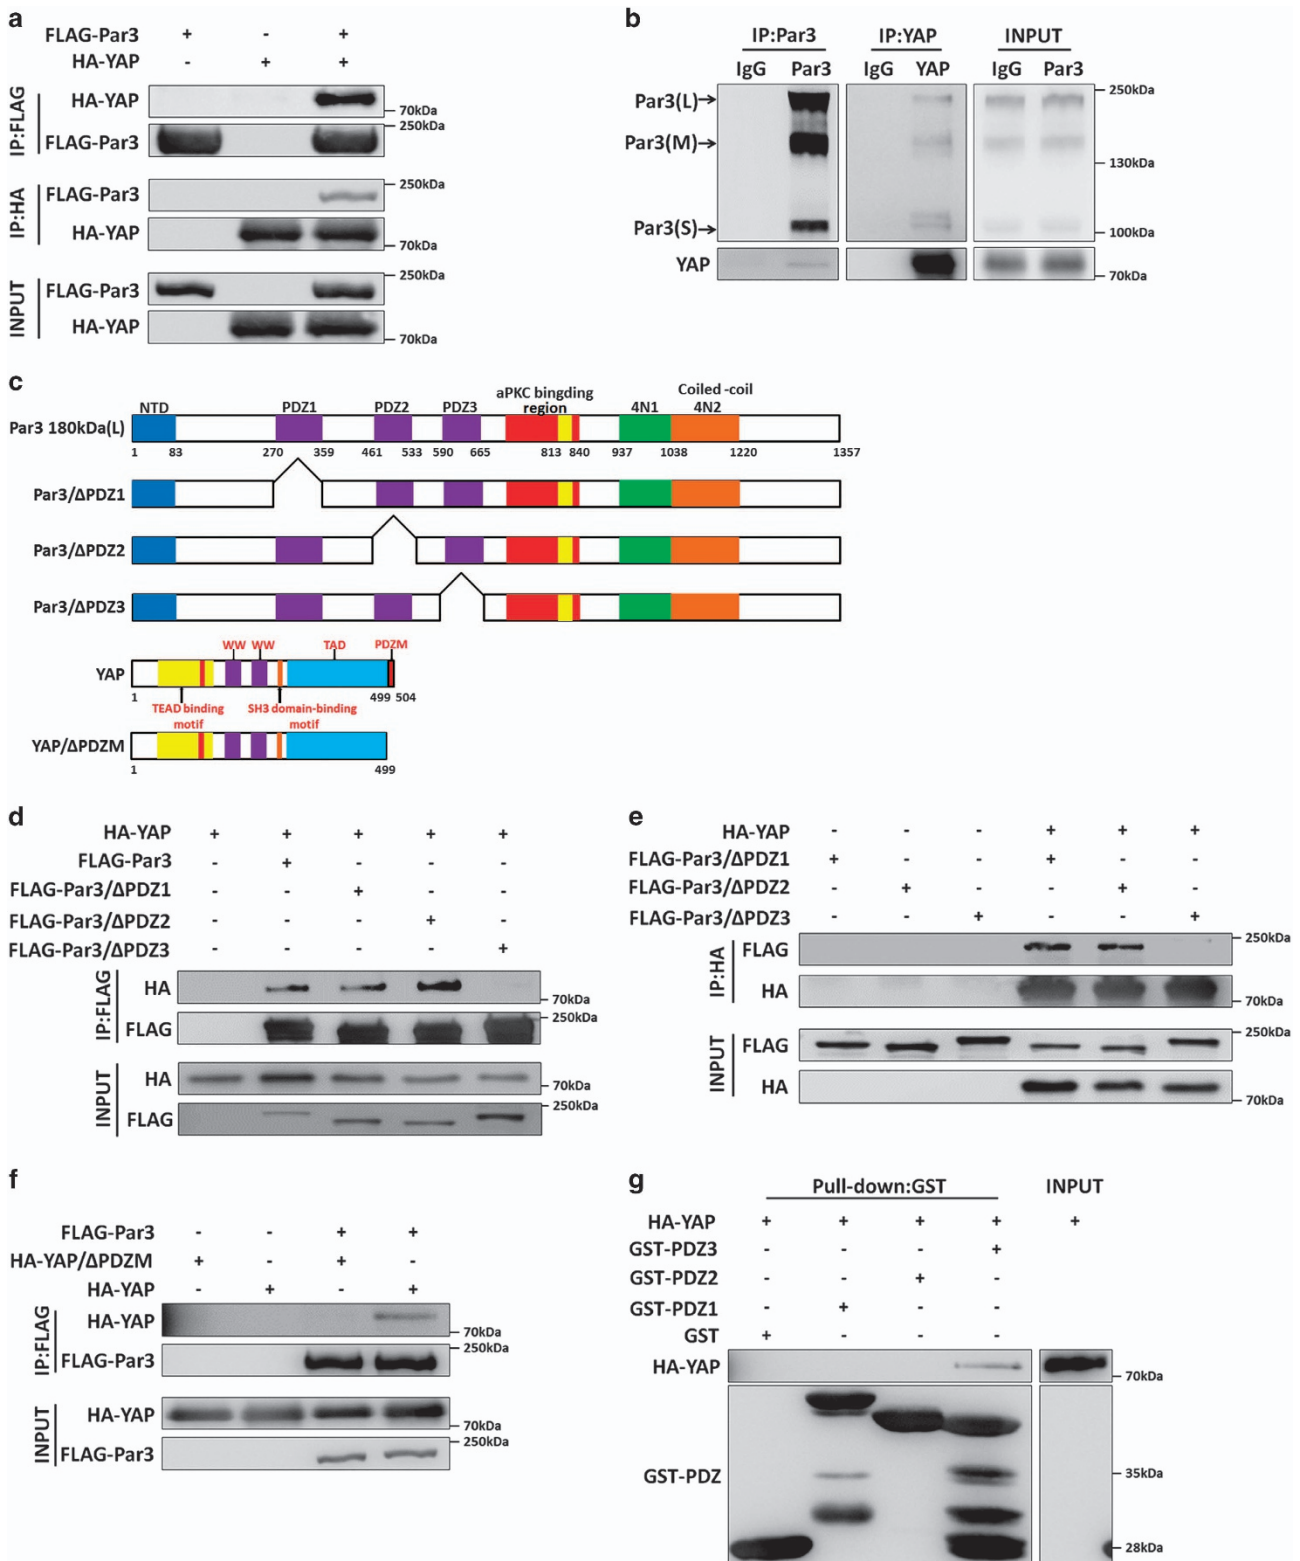 a
FLAG-Par3 + - +
HA-YAP - + +
IP:FLAG
HA-YAP
70kDa
FLAG-Par3
250kDa
IP:HA
FLAG-Par3
250kDa
HA-YAP
70kDa
INPUT
FLAG-Par3
250kDa
HA-YAP
70kDa
b
IP:Par3 IP:YAP INPUT
IgG Par3 IgG YAP IgG Par3
Par3(L)→
250kDa
Par3(M)→
130kDa
Par3(S)→
100kDa
YAP
70kDa
c
NTD PDZ1 PDZ2 PDZ3 aPKC bingding region 4N1 Coiled -coil 4N2
Par3 180kDa(L)
1 83 270 359 461 533 590 665 813 840 937 1038 1220 1357
Par3/ΔPDZ1
Par3/ΔPDZ2
Par3/ΔPDZ3
WW WW TAD PDZM
YAP
1 499 504
TEAD binding motif
SH3 domain-binding motif
YAP/ΔPDZM
1 499
d
HA-YAP + + + + +
FLAG-Par3 - + - - -
FLAG-Par3/ΔPDZ1 - - + - -
FLAG-Par3/ΔPDZ2 - - - + -
FLAG-Par3/ΔPDZ3 - - - - +
IP:FLAG
HA
70kDa
FLAG
250kDa
INPUT
HA
70kDa
FLAG
250kDa
e
HA-YAP - - - + + +
FLAG-Par3/ΔPDZ1 + - - + - -
FLAG-Par3/ΔPDZ2 - + - - + -
FLAG-Par3/ΔPDZ3 - - + - - +
IP:HA
FLAG
250kDa
HA
70kDa
INPUT
FLAG
250kDa
HA
70kDa
f
FLAG-Par3 - - + +
HA-YAP/ΔPDZM + - + -
HA-YAP - + - +
IP:FLAG
HA-YAP
70kDa
FLAG-Par3
250kDa
INPUT
HA-YAP
70kDa
FLAG-Par3
250kDa
g
Pull-down:GST INPUT
HA-YAP + + + + +
GST-PDZ3 - - - +
GST-PDZ2 - - + -
GST-PDZ1 - + - -
GST + - - -
HA-YAP
70kDa
GST-PDZ
35kDa
28kDa